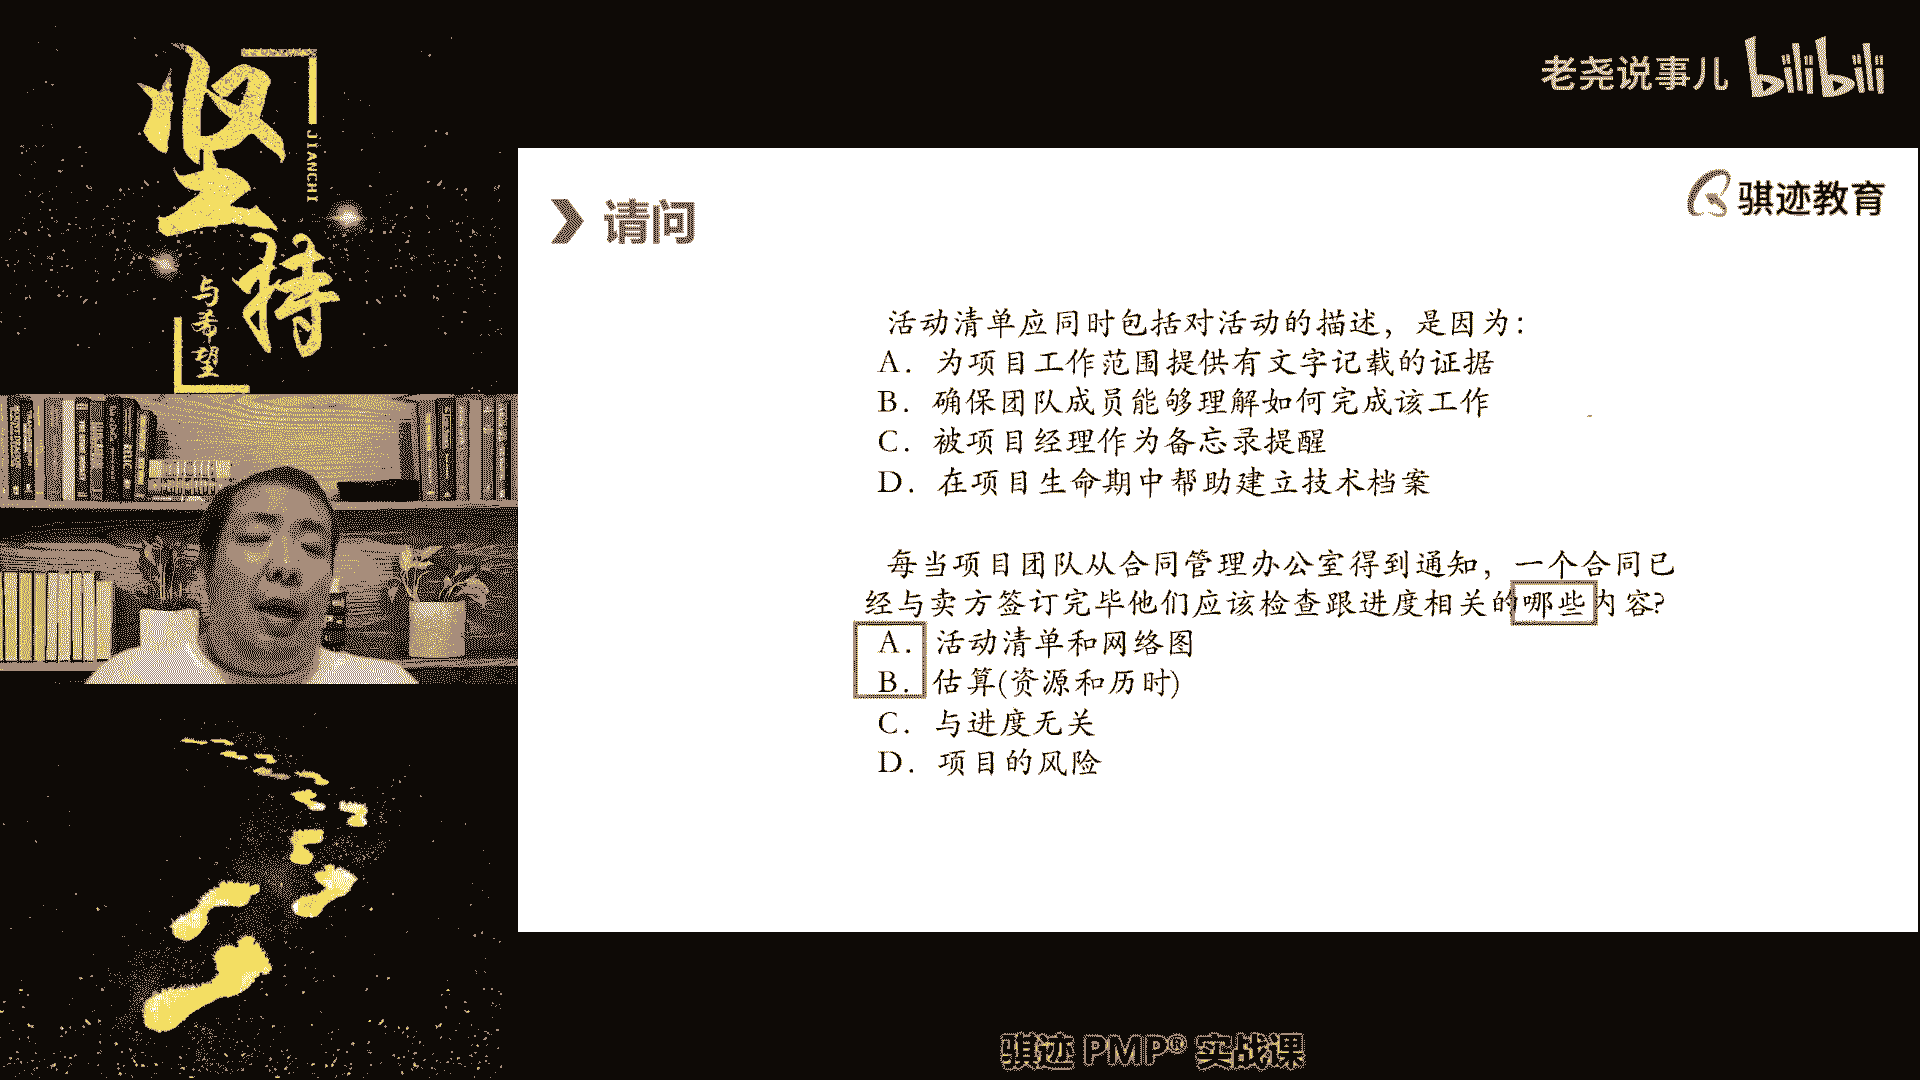 坚持
JIANCHI
与希望
老尧说事儿 bilibili
骐迹教育
请问
活动清单应同时包括对活动的描述，是因为：
A．为项目工作范围提供有文字记载的证据
B．确保团队成员能够理解如何完成该工作
C．被项目经理作为备忘录提醒
D．在项目生命期中帮助建立技术档案
每当项目团队从合同管理办公室得到通知，一个合同已
经与卖方签订完毕他们应该检查跟进度相关的哪些内容?
A．活动清单和网络图
B．估算(资源和历时)
C．与进度无关
D．项目的风险
骐迹 PMP® 实战课